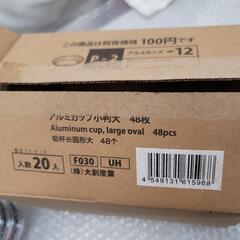 この商品は税抜価格100円です
P-2
アルミカップ
12
アルミカップ小判大 48枚
Aluminum cup, large oval 48pcs
铝杯长圆形大 48个
入数 20入
F030 UH
(株)大創産業
4 549131 615968